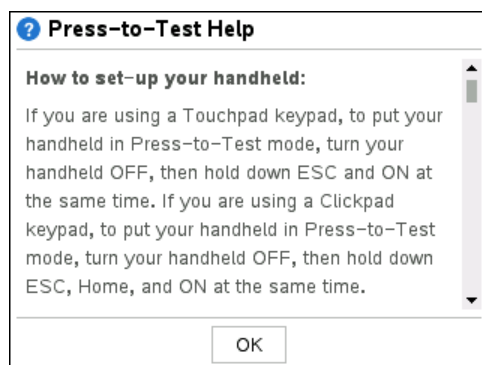 Press-to-Test Help
How to set-up your handheld:
If you are using a Touchpad keypad, to put your
handheld in Press-to-Test mode, turn your
handheld OFF, then hold down ESC and ON at
the same time. If you are using a Clickpad
keypad, to put your handheld in Press-to-Test
mode, turn your handheld OFF, then hold down
ESC, Home, and ON at the same time.
OK